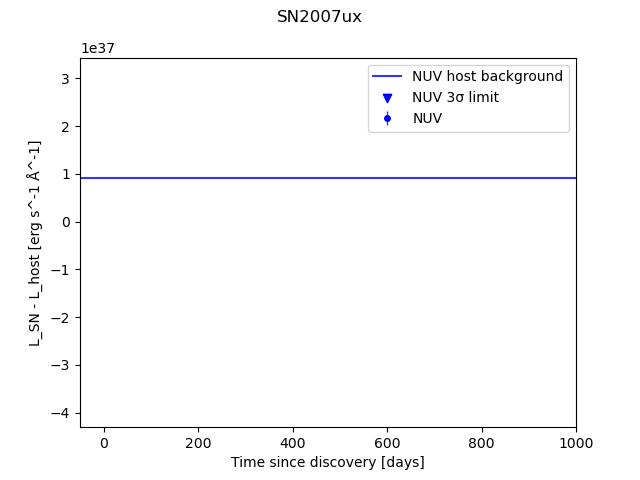 SN2007ux
1e37
NUV host background
NUV 3σ limit
NUV
3
2
1
0
−1
−2
−3
−4
L_SN - L_host [erg s^-1 Å^-1]
0 200 400 600 800 1000
Time since discovery [days]